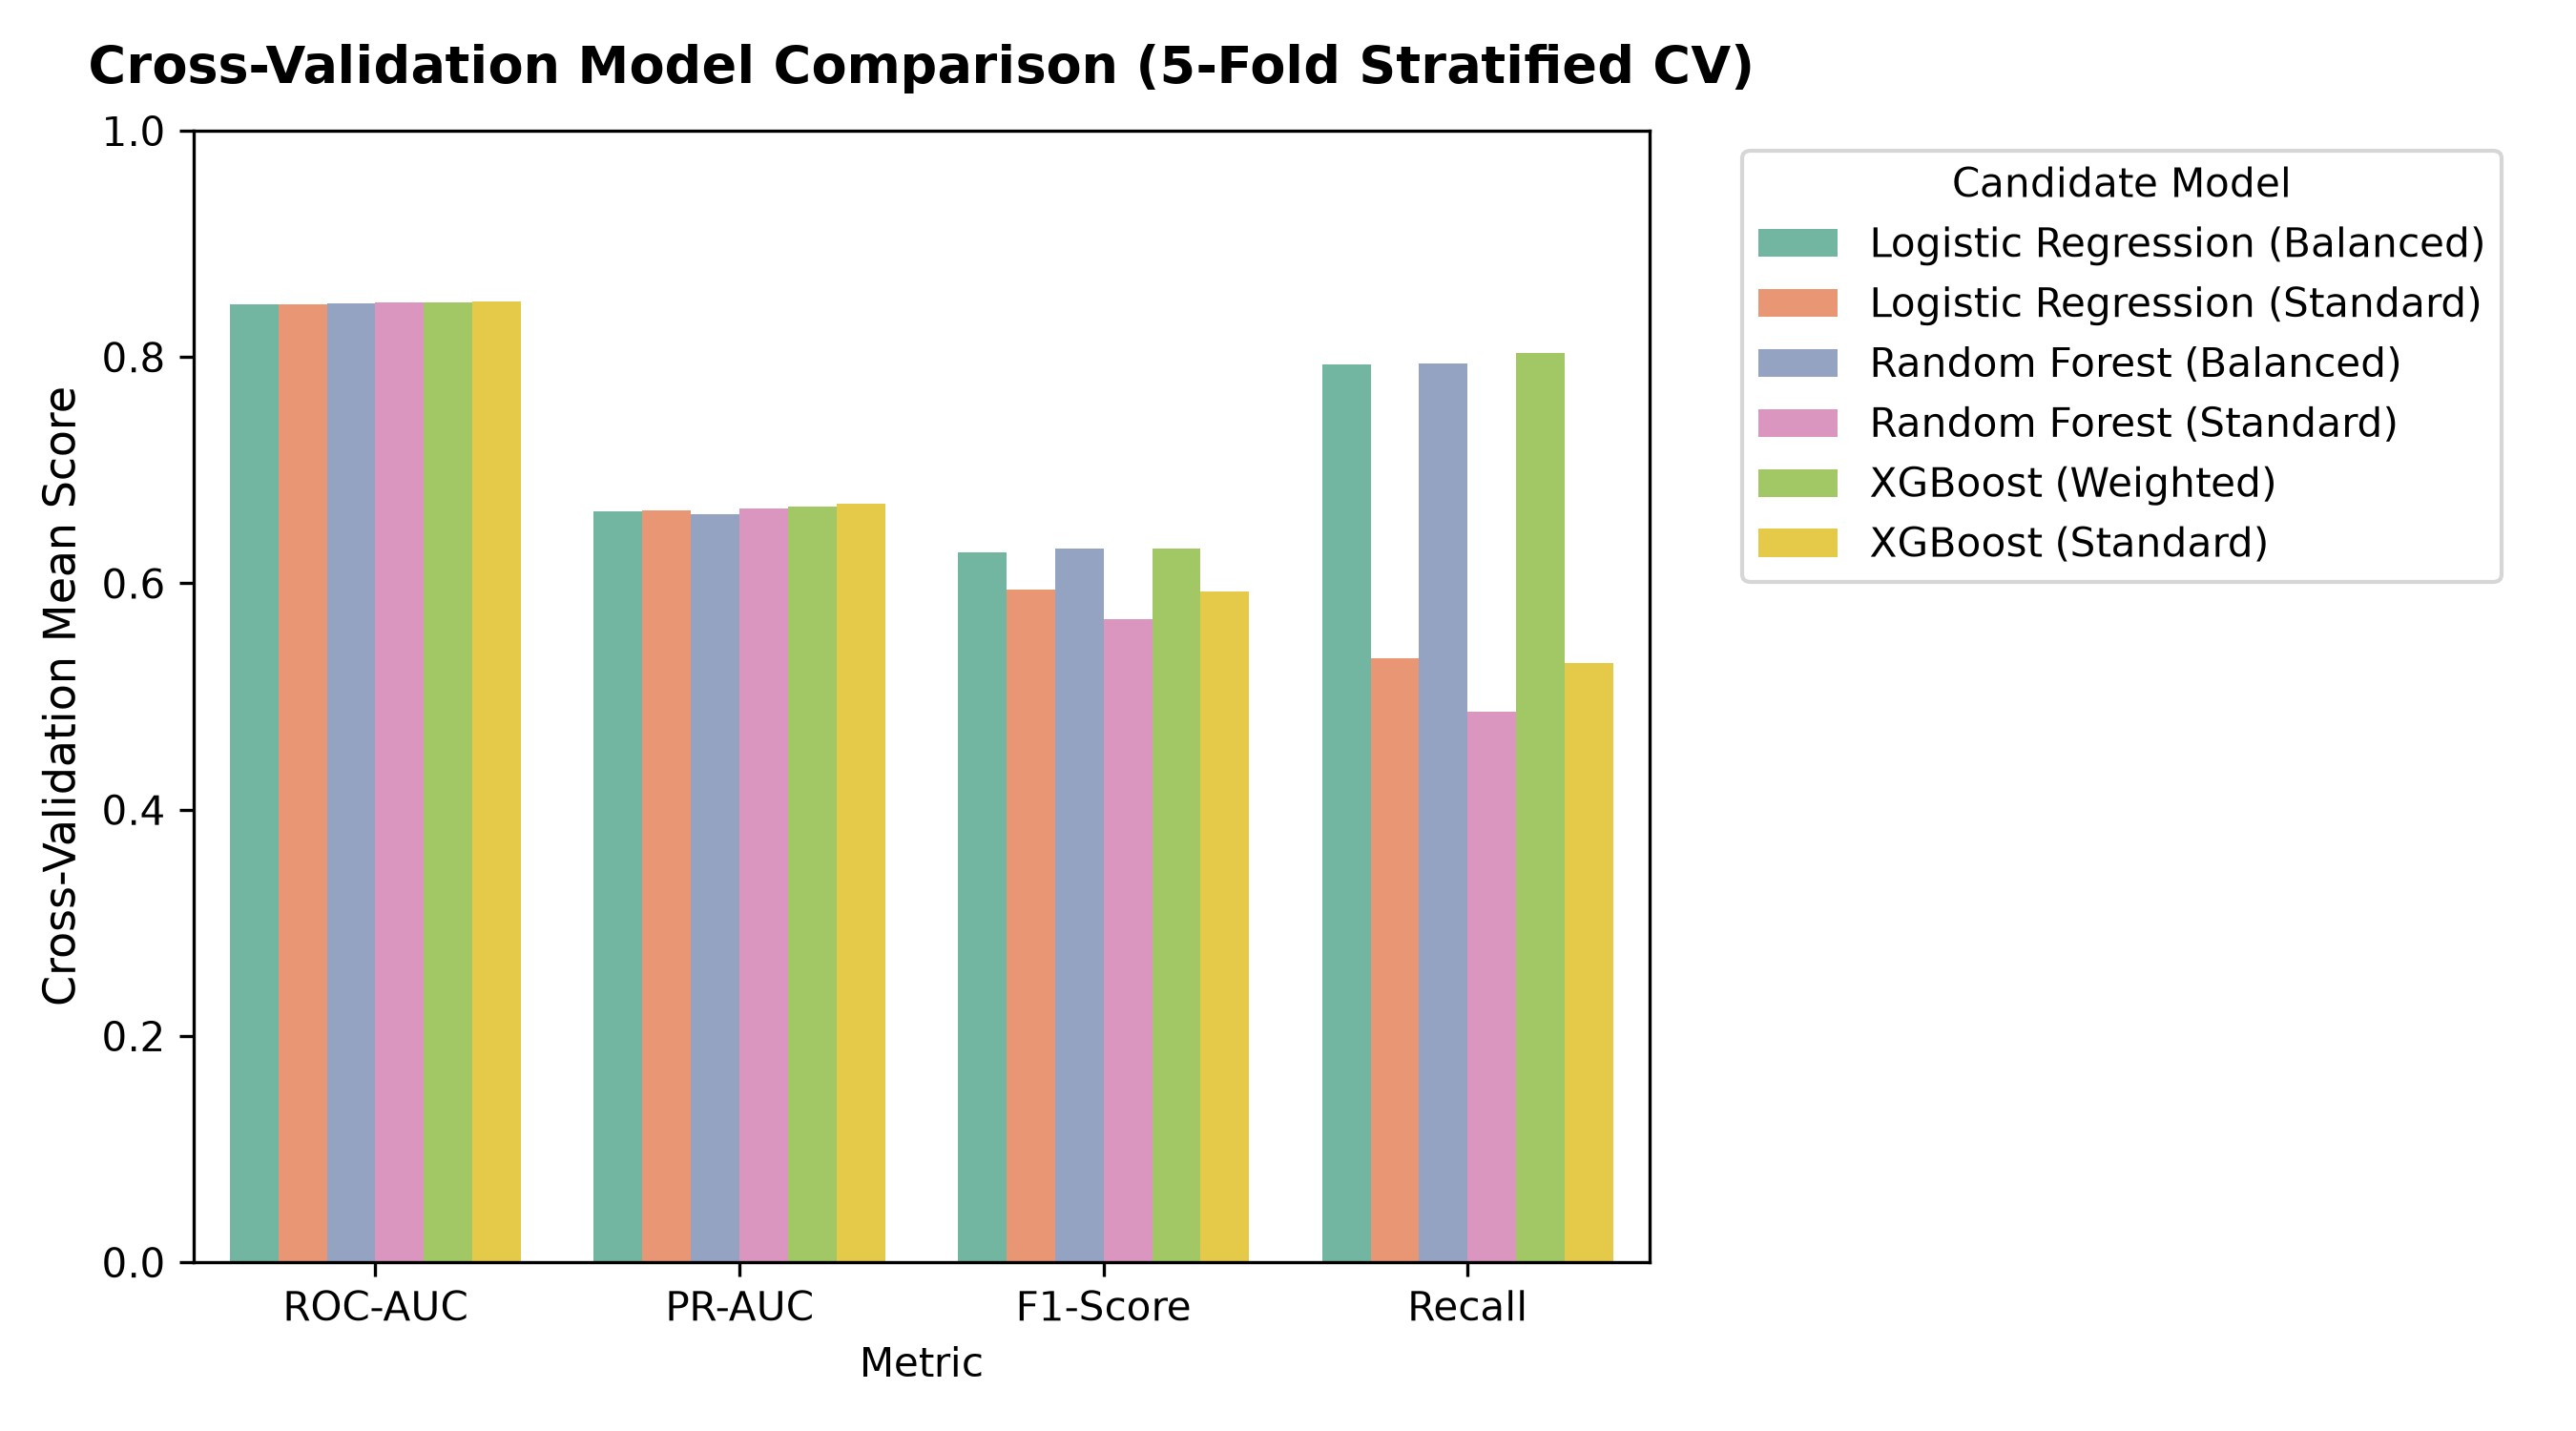 Cross-Validation Model Comparison (5-Fold Stratified CV)
Cross-Validation Mean Score
1.0
0.8
0.6
0.4
0.2
0.0
ROC-AUC
PR-AUC
F1-Score
Recall
Metric
Candidate Model
Logistic Regression (Balanced)
Logistic Regression (Standard)
Random Forest (Balanced)
Random Forest (Standard)
XGBoost (Weighted)
XGBoost (Standard)